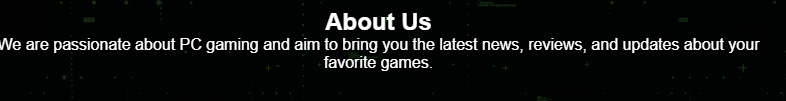 About Us
We are passionate about PC gaming and aim to bring you the latest news, reviews, and updates about your
favorite games.